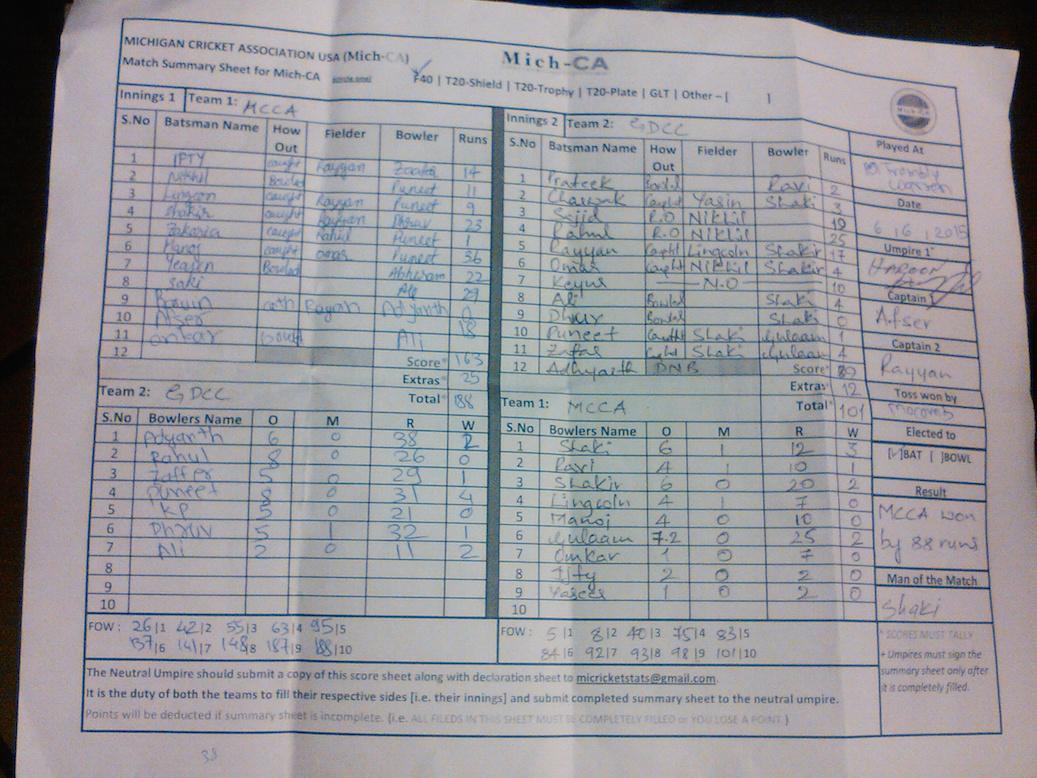 MICHIGAN CRICKET ASSOCIATION USA (Mich-CA)
Mich-CA
Match Summary Sheet for Mich-CA F40 | T20-Shield | T20-Trophy | T20-Plate | GLT | Other – [ ]
Innings 1 Team 1: MCCA
S.No Batsman Name How Out Fielder Bowler Runs
1 IFTY caught Rayyan 14
2 Nikhil Bowled Puneet 11
3 caught Rayyan Puneet 9
4 Shakir caught Rayyan Dhruv 23
5 Zakaria caught Rahul Puneet 1
6 Manoj caught Omar Puneet 36
7 Bowled 22
8 Saki Ali 29
9 Adyanth 0
10 Afser 18
11 Ali
12
Score* 163
Extras* 25
Total* 188
Team 2: GDCC
S.No Bowlers Name O M R W
1 Adyanth 6 0 38 2
2 Rahul 8 0 26 0
3 Zaffer 5 0 29 1
4 Puneet 8 0 31 4
5 KP 5 0 21 0
6 Dhruv 5 1 32 1
7 Ali 2 0 11 2
8
9
10
FOW : 26|1 42|2 55|3 63|4 95|5
137|6 141|7 148|8 187|9 188|10
Innings 2 Team 2: GDCC
S.No Batsman Name How Out Fielder Bowler Runs
1 Prateek Bowled Ravi 2
2 Caught Yasin Shaki 3
3 Sajid R.O Nikhil 19
4 Rahul R.O Nikhil 25
5 Rayyan Caught Lingcoln Shakir 17
6 Omar Caught Nikhil Shakir 4
7 Keyur N.O 10
8 Ali Bowled Shaki 4
9 Dhruv Bowled Shaki 0
10 Puneet Caught Shaki Gulaam 1
11 Zafar Caught Shaki Gulaam 4
12 Adhyarth DNB
Score* 89
Extras* 12
Total* 101
Team 1: MCCA
S.No Bowlers Name O M R W
1 Shaki 6 1 12 3
2 Ravi 4 1 10 1
3 Shakir 6 0 20 2
4 Lingcoln 4 1 7 0
5 Manoj 4 0 10 0
6 Gulaam 7.2 0 25 2
7 Omkar 1 0 7 0
8 Ifty 2 0 2 0
9 Yaseen 1 0 2 0
10
FOW : 5|1 8|2 40|3 75|4 83|5
84|6 92|7 93|8 98|9 101|10
Played At
Warren
Date
6 | 6 | 2015
Umpire 1+
Haroon
Captain 1
Afser
Captain 2
Rayyan
Toss won by
Macomb
Elected to
[✓]BAT [ ]BOWL
Result
MCCA won
by 88 runs
Man of the Match
Shaki
* SCORES MUST TALLY
+ Umpires must sign the
summary sheet only after
it is completely filled.
The Neutral Umpire should submit a copy of this score sheet along with declaration sheet to micricketstats@gmail.com.
It is the duty of both the teams to fill their respective sides [i.e. their innings] and submit completed summary sheet to the neutral umpire.
Points will be deducted if summary sheet is incomplete. [i.e. ALL FILEDS IN THIS SHEET MUST BE COMPLETELY FILLED or YOU LOSE A POINT.]
38